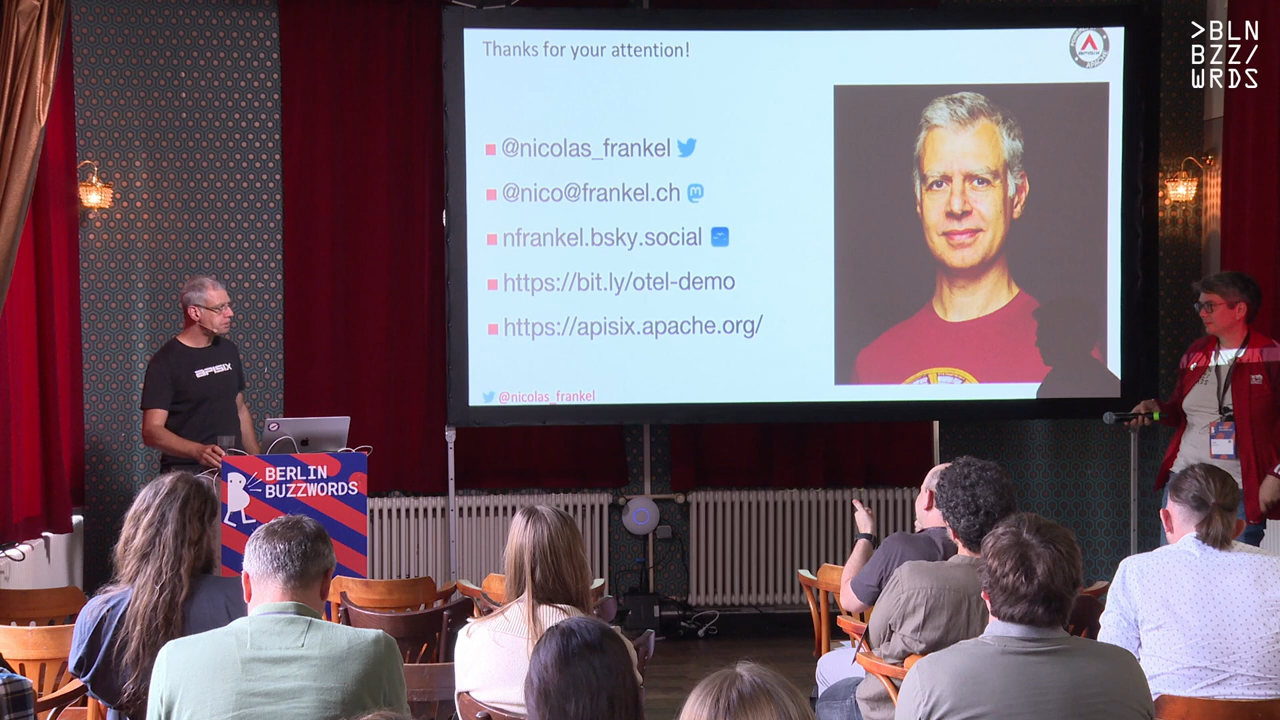 Thanks for your attention!
@nicolas_frankel
@nico@frankel.ch
nfrankel.bsky.social
https://bit.ly/otel-demo
https://apisix.apache.org/
@nicolas_frankel
>BLN
BZZ/
WRDS
APISIX
BERLIN
BUZZWORDS